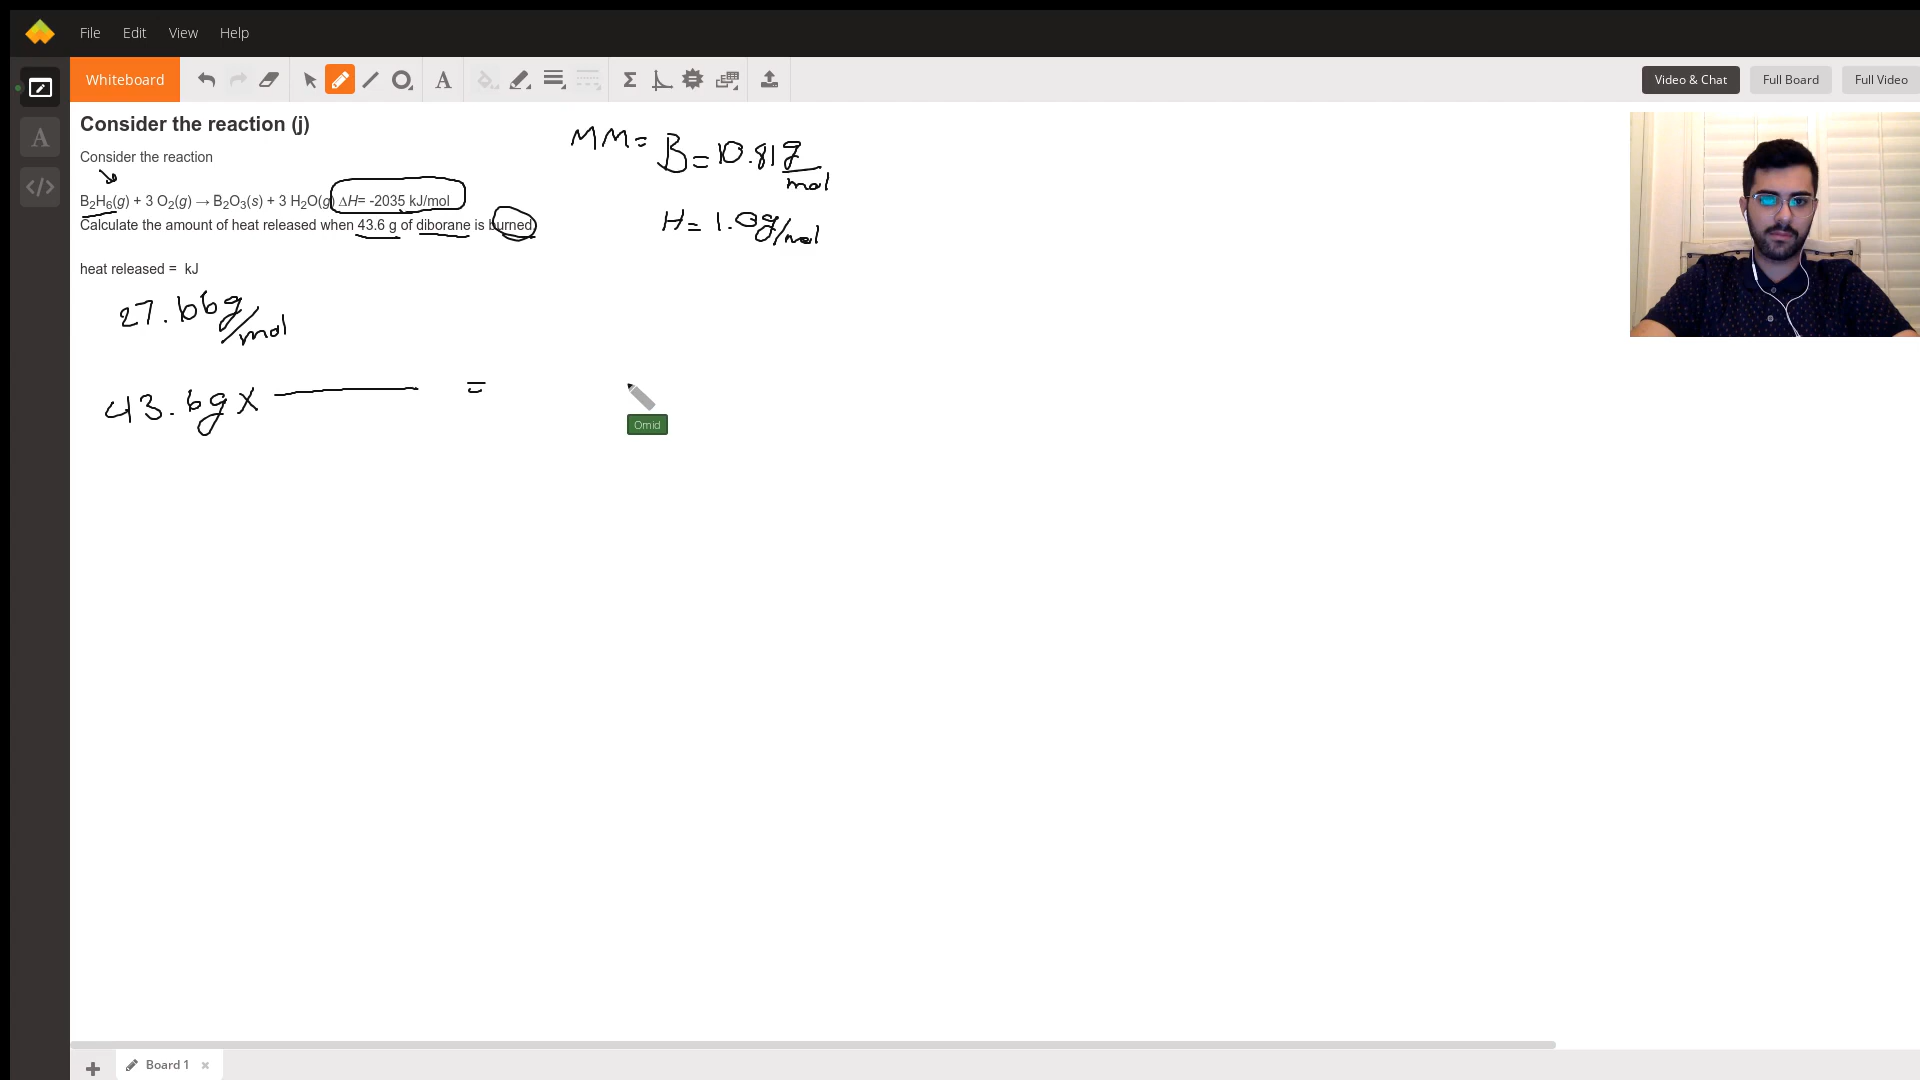 File Edit View Help
Whiteboard
A
Σ
Video & Chat Full Board Full Video
A
</>
Consider the reaction (j)
Consider the reaction
B2H6(g) + 3 O2(g) → B2O3(s) + 3 H2O(g) ΔH= -2035 kJ/mol
Calculate the amount of heat released when 43.6 g of diborane is burned.
heat released = kJ
MM = B = 10.81 g/mol
H = 1.0 g/mol
27.66 g/mol
43.6 g x =
Omid
+ Board 1 ×